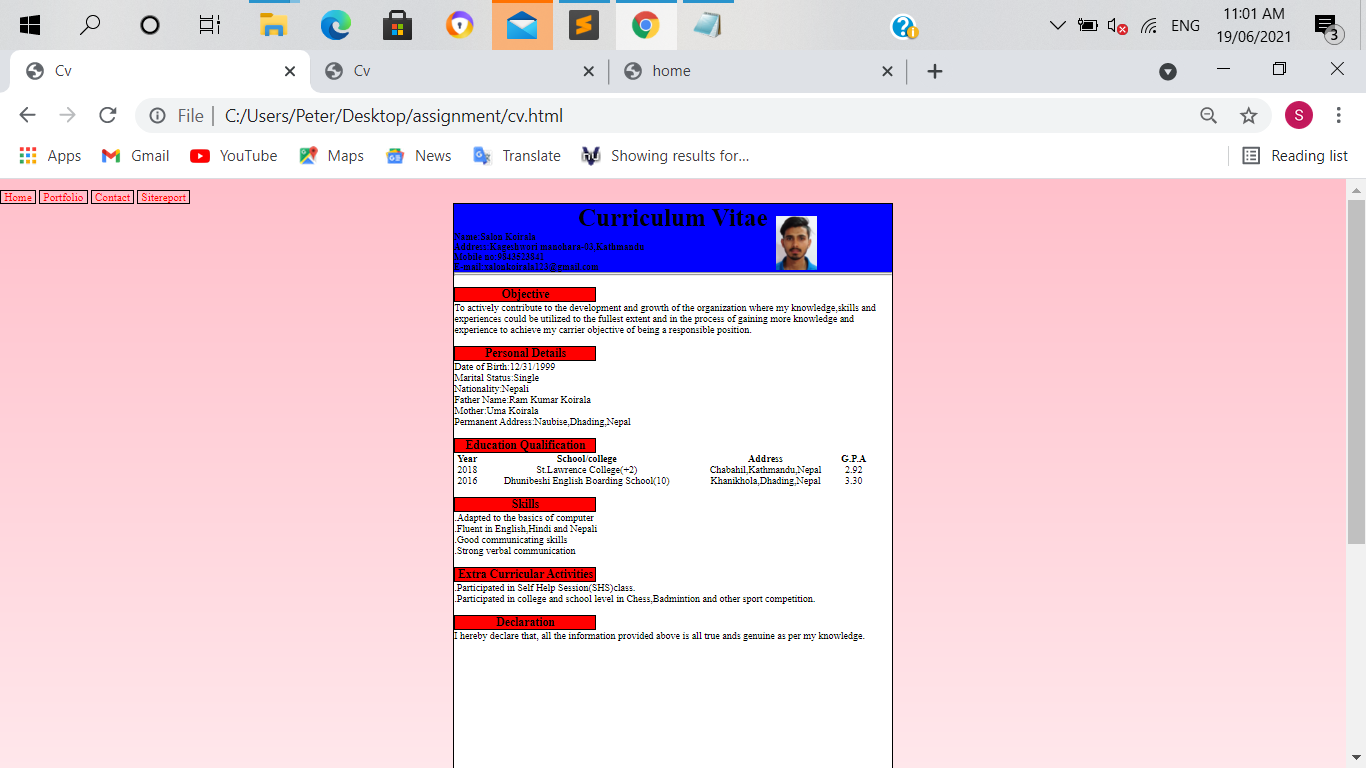 11:01 AM
ENG
19/06/2021
3
Cv
Cv
home
File
C:/Users/Peter/Desktop/assignment/cv.html
S
Apps
Gmail
YouTube
Maps
News
Translate
Showing results for...
Reading list
Home
Portfolio
Contact
Sitereport
Curriculum Vitae
Koirala
Kathmandu
Mobile no:
Objective
To actively contribute to the development and growth of the organization where my knowledge,skills and
experiences could be utilized to the fullest extent and in the process of gaining more knowledge and
experience to achieve my carrier objective of being a responsible position.
Personal Details
Date of Birth:12/31/1999
Marital Status:Single
Nationality:Nepali
Father Name:Ram Kumar Koirala
Mother:Uma Koirala
Permanent Address:Naubise,Dhading,Nepal
Education Qualification
Year School/college Address G.P.A
2018 St.Lawrence College(+2) Chabahil,Kathmandu,Nepal 2.92
2016 Dhunibeshi English Boarding School(10) Khanikhola,Dhading,Nepal 3.30
Skills
.Adapted to the basics of computer
.Fluent in English,Hindi and Nepali
.Good communicating skills
.Strong verbal communication
Extra Curricular Activities
.Participated in Self Help Session(SHS)class.
.Participated in college and school level in Chess,Badmintion and other sport competition.
Declaration
I hereby declare that, all the information provided above is all true ands genuine as per my knowledge.